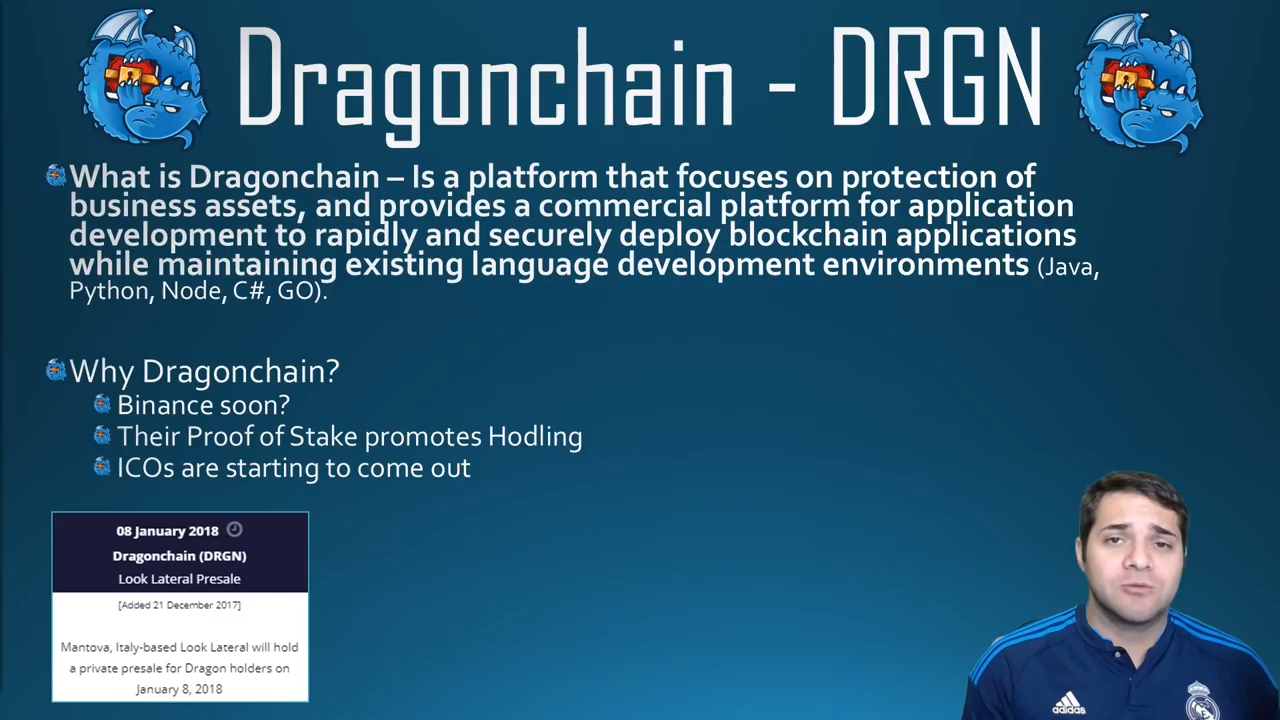 Dragonchain - DRGN
What is Dragonchain – Is a platform that focuses on protection of
business assets, and provides a commercial platform for application
development to rapidly and securely deploy blockchain applications
while maintaining existing language development environments (Java,
Python, Node, C#, GO).
Why Dragonchain?
Binance soon?
Their Proof of Stake promotes Hodling
ICOs are starting to come out
08 January 2018
Dragonchain (DRGN)
Look Lateral Presale
[Added 21 December 2017]
Mantova, Italy-based Look Lateral will hold
a private presale for Dragon holders on
January 8, 2018
adidas